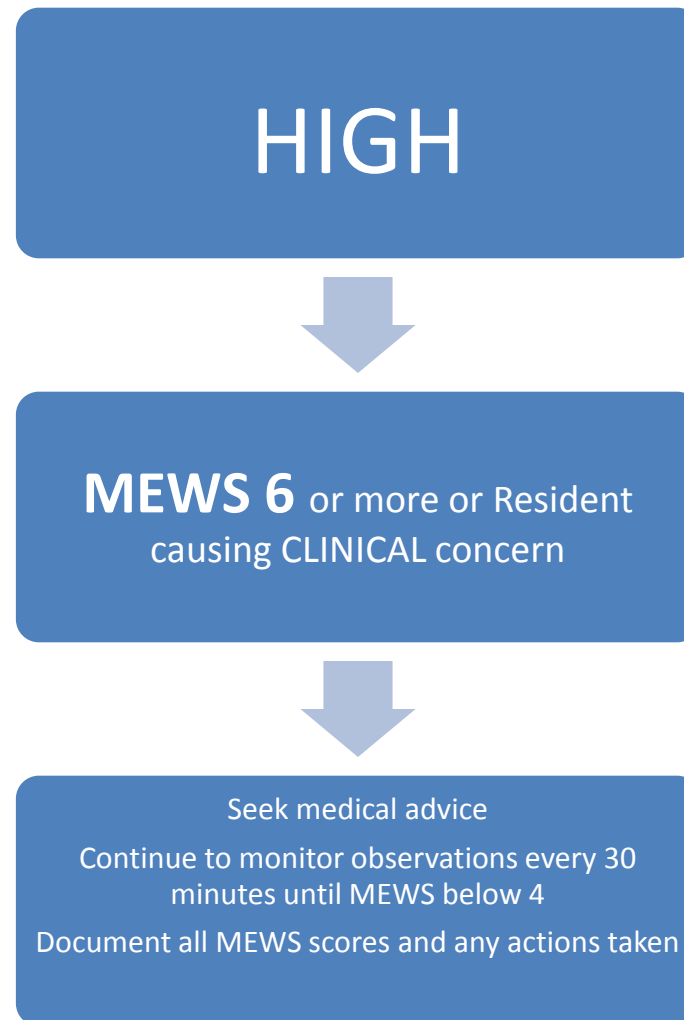 HIGH
MEWS 6 or more or Resident
causing CLINICAL concern
Seek medical advice
Continue to monitor observations every 30
minutes until MEWS below 4
Document all MEWS scores and any actions taken